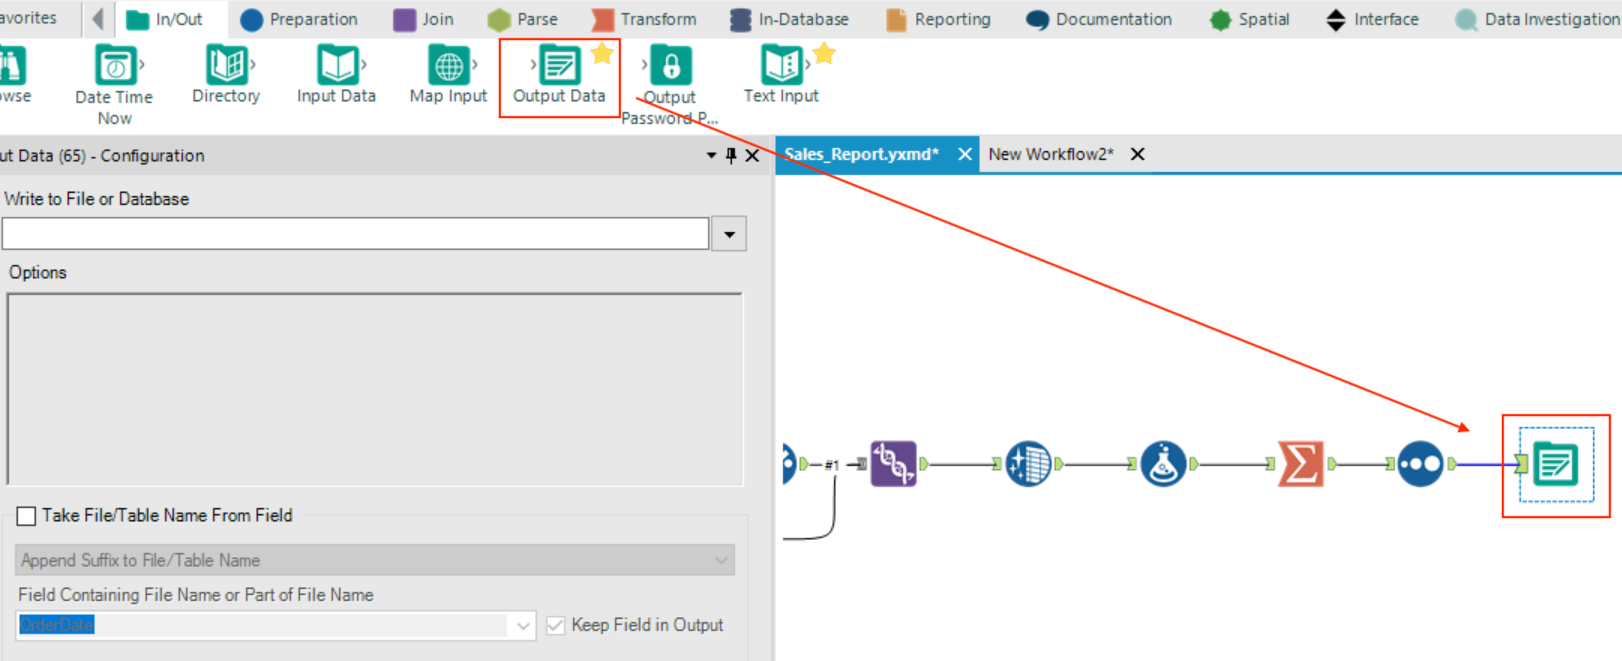 avorites In/Out Preparation Join Parse Transform In-Database Reporting Documentation Spatial Interface Data Investigation
owse Date Time Now Directory Input Data Map Input Output Data Output Password P... Text Input
ut Data (65) - Configuration
Sales_Report.yxmd* New Workflow2*
Write to File or Database
Options
#1
Take File/Table Name From Field
Append Suffix to File/Table Name
Field Containing File Name or Part of File Name
OrderDate Keep Field in Output